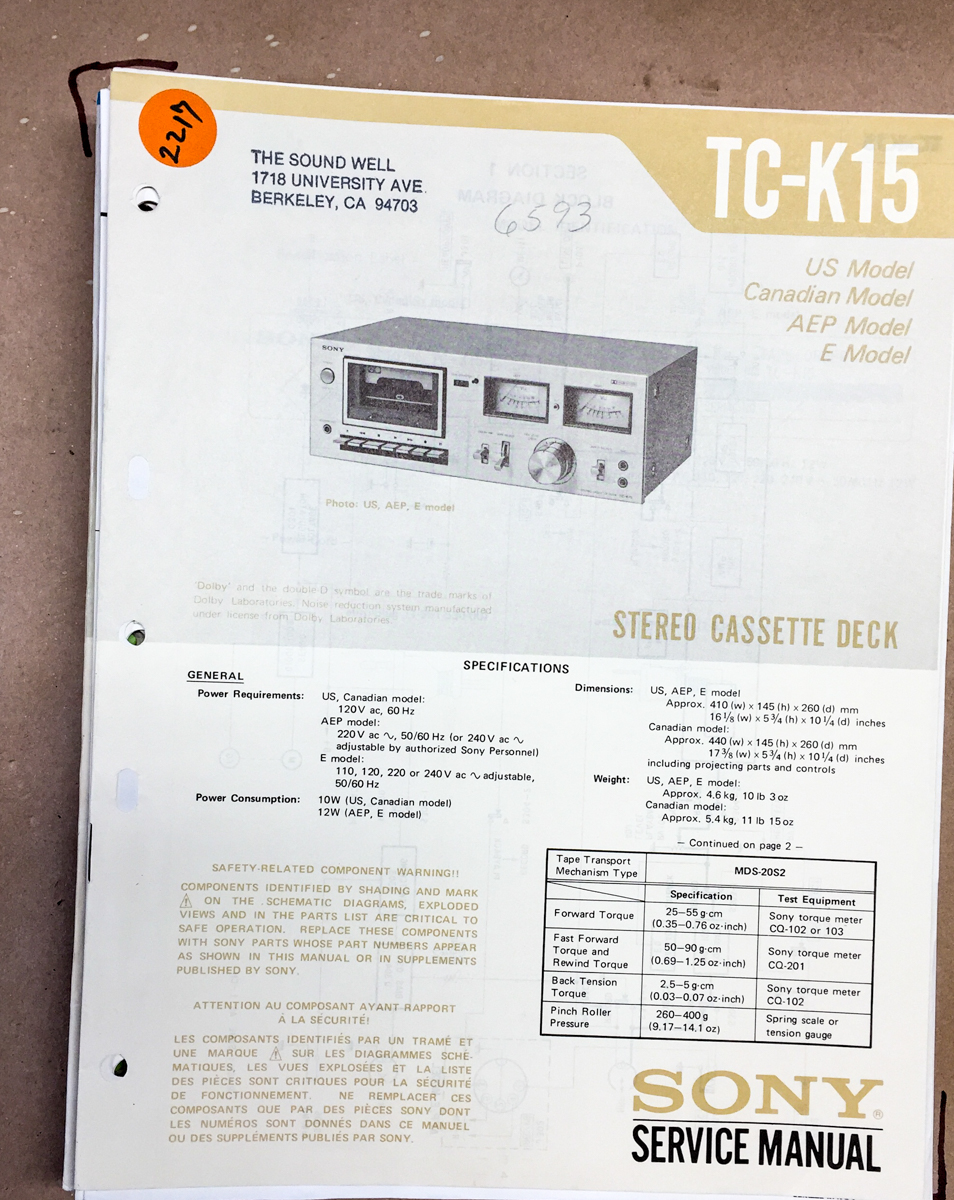 2217
THE SOUND WELL
1718 UNIVERSITY AVE.
BERKELEY, CA 94703
6593
TC-K15
US Model
Canadian Model
AEP Model
E Model
SONY
Photo: US, AEP, E model
'Dolby' and the double-D symbol are the trade marks of
Dolby Laboratories. Noise reduction system manufactured
under license from Dolby Laboratories.
STEREO CASSETTE DECK
SPECIFICATIONS
GENERAL
Power Requirements: US, Canadian model:
120V ac, 60 Hz
AEP model:
220 V ac ∿, 50/60 Hz (or 240 V ac ∿
adjustable by authorized Sony Personnel)
E model:
110, 120, 220 or 240 V ac ∿ adjustable,
50/60 Hz
Power Consumption: 10W (US, Canadian model)
12W (AEP, E model)
Dimensions: US, AEP, E model
Approx. 410 (w) x 145 (h) x 260 (d) mm
16 1/8 (w) x 5 3/4 (h) x 10 1/4 (d) inches
Canadian model:
Approx. 440 (w) x 145 (h) x 260 (d) mm
17 3/8 (w) x 5 3/4 (h) x 10 1/4 (d) inches
including projecting parts and controls
Weight: US, AEP, E model:
Approx. 4.6 kg, 10 lb 3 oz
Canadian model:
Approx. 5.4 kg, 11 lb 15 oz
– Continued on page 2 –
SAFETY-RELATED COMPONENT WARNING!!
COMPONENTS IDENTIFIED BY SHADING AND MARK
⚠ ON THE SCHEMATIC DIAGRAMS, EXPLODED
VIEWS AND IN THE PARTS LIST ARE CRITICAL TO
SAFE OPERATION. REPLACE THESE COMPONENTS
WITH SONY PARTS WHOSE PART NUMBERS APPEAR
AS SHOWN IN THIS MANUAL OR IN SUPPLEMENTS
PUBLISHED BY SONY.
ATTENTION AU COMPOSANT AYANT RAPPORT
À LA SÉCURITÉ!
LES COMPOSANTS IDENTIFIÉS PAR UN TRAMÉ ET
UNE MARQUE ⚠ SUR LES DIAGRAMMES SCHÉ-
MATIQUES, LES VUES EXPLOSÉES ET LA LISTE
DES PIÈCES SONT CRITIQUES POUR LA SÉCURITÉ
DE FONCTIONNEMENT. NE REMPLACER CES
COMPOSANTS QUE PAR DES PIÈCES SONY DONT
LES NUMÉROS SONT DONNÉS DANS CE MANUEL
OU DES SUPPLÉMENTS PUBLIÉS PAR SONY.
Tape Transport
Mechanism Type
MDS-20S2
Specification
Test Equipment
Forward Torque
25–55 g·cm
(0.35–0.76 oz·inch)
Sony torque meter
CQ-102 or 103
Fast Forward
Torque and
Rewind Torque
50–90 g·cm
(0.69–1.25 oz·inch)
Sony torque meter
CQ-201
Back Tension
Torque
2.5–5 g·cm
(0.03–0.07 oz·inch)
Sony torque meter
CQ-102
Pinch Roller
Pressure
260–400 g
(9.17–14.1 oz)
Spring scale or
tension gauge
SONY®
SERVICE MANUAL